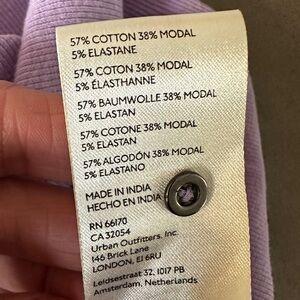 57% COTTON 38% MODAL
5% ELASTANE
57% COTON 38% MODAL
5% ÉLASTHANNE
57% BAUMWOLLE 38% MODAL
5% ELASTAN
57% COTONE 38% MODAL
5% ELASTAN
57% ALGODÓN 38% MODAL
5% ELASTANO
MADE IN INDIA
HECHO EN INDIA
RN 66170
CA 32054
Urban Outfitters, Inc.
146 Brick Lane
LONDON, E1 6RU
Leidsestraat 32, 1017 PB
Amsterdam, Netherlands